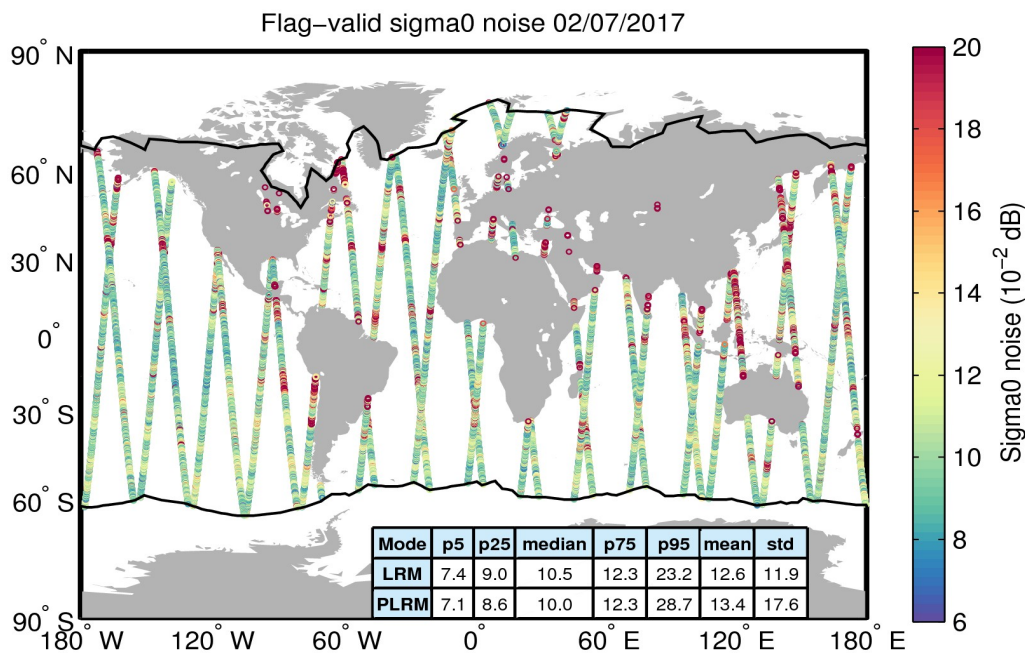 Flag−valid sigma0 noise 02/07/2017
90° N
60° N
30° N
0°
30° S
60° S
90° S
180° W
120° W
60° W
0°
60° E
120° E
180° E
20
18
16
14
12
10
8
6
Sigma0 noise (10⁻² dB)
Mode p5 p25 median p75 p95 mean std
LRM 7.4 9.0 10.5 12.3 23.2 12.6 11.9
PLRM 7.1 8.6 10.0 12.3 28.7 13.4 17.6